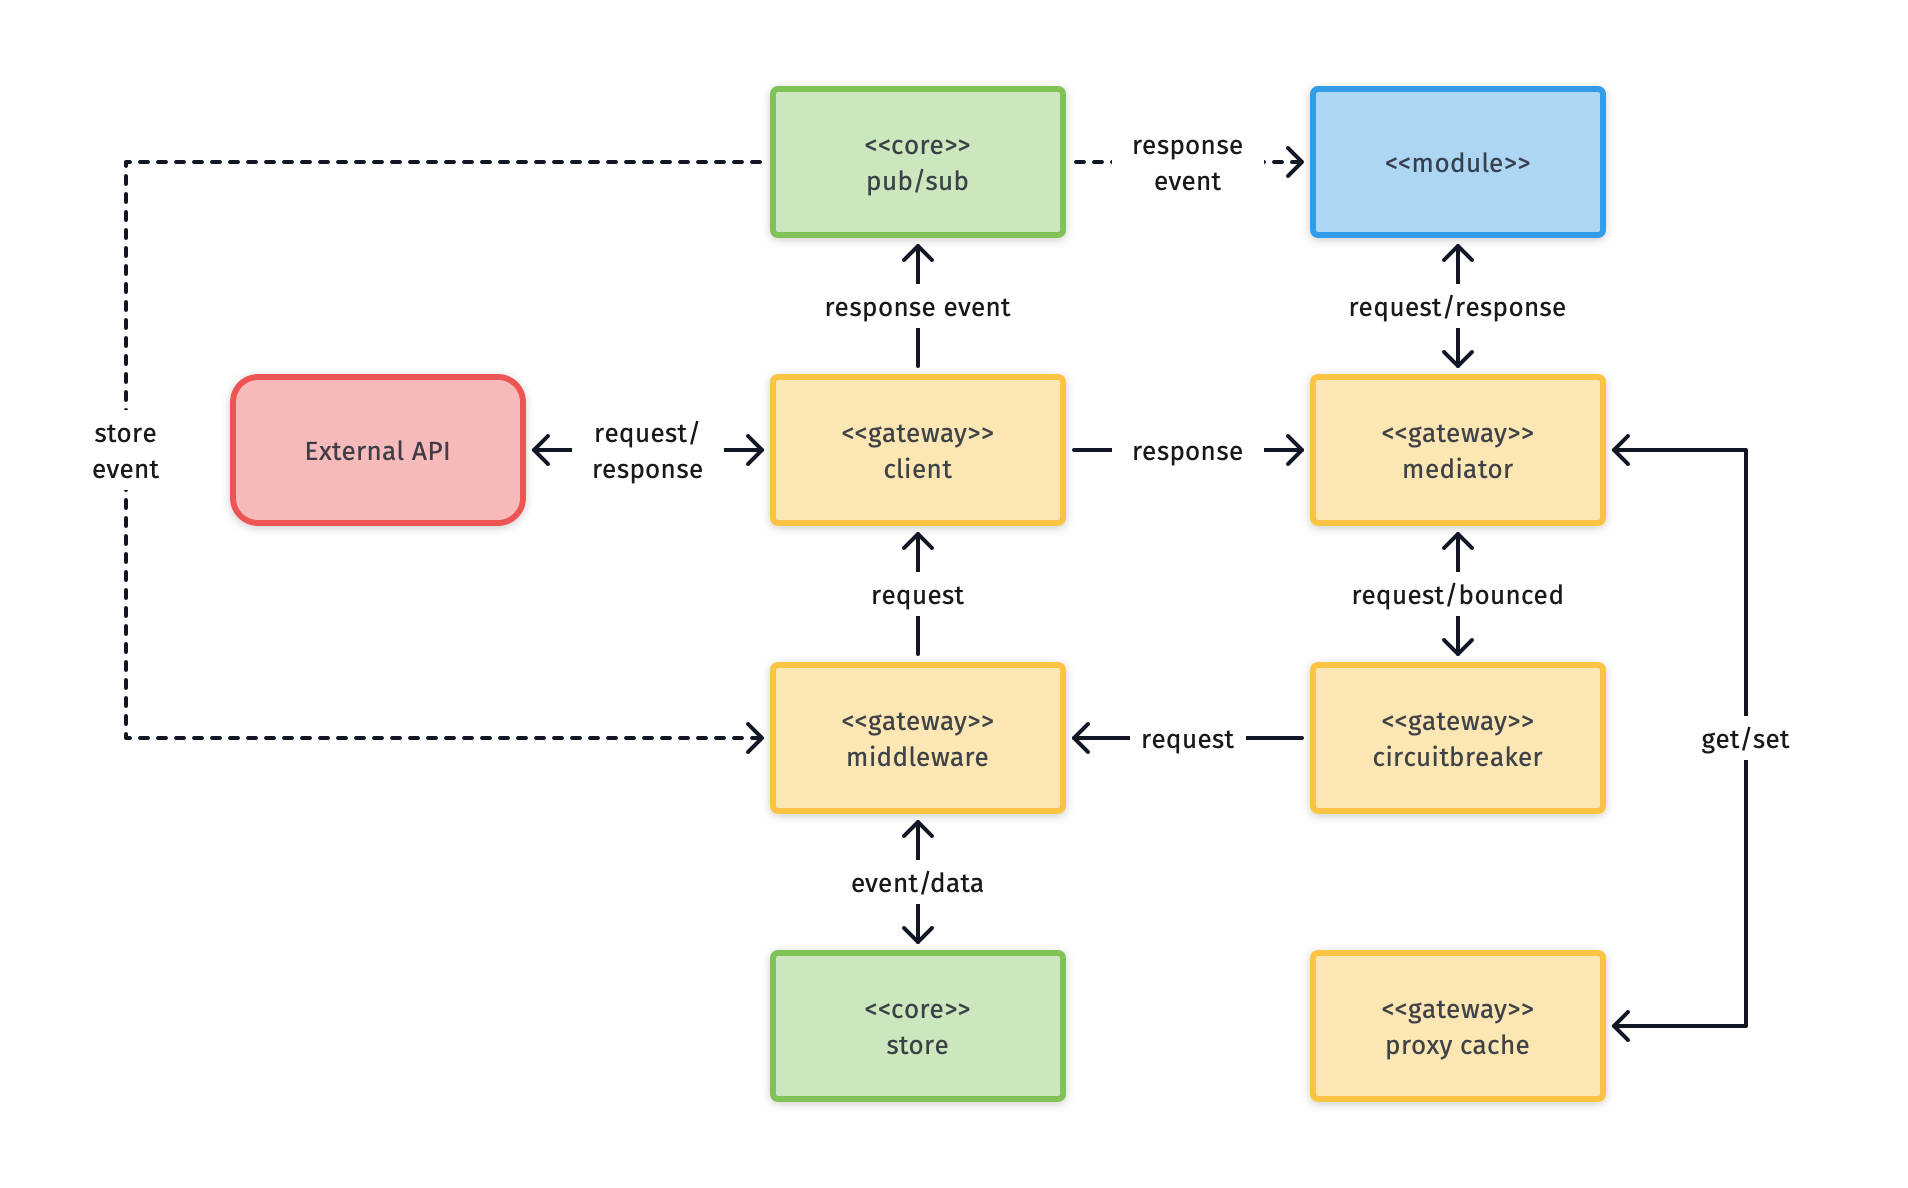 <<core>>
pub/sub
response
event
<<module>>
response event
request/response
store
event
External API
request/
response
<<gateway>>
client
response
<<gateway>>
mediator
request
request/bounced
<<gateway>>
middleware
request
<<gateway>>
circuitbreaker
get/set
event/data
<<core>>
store
<<gateway>>
proxy cache